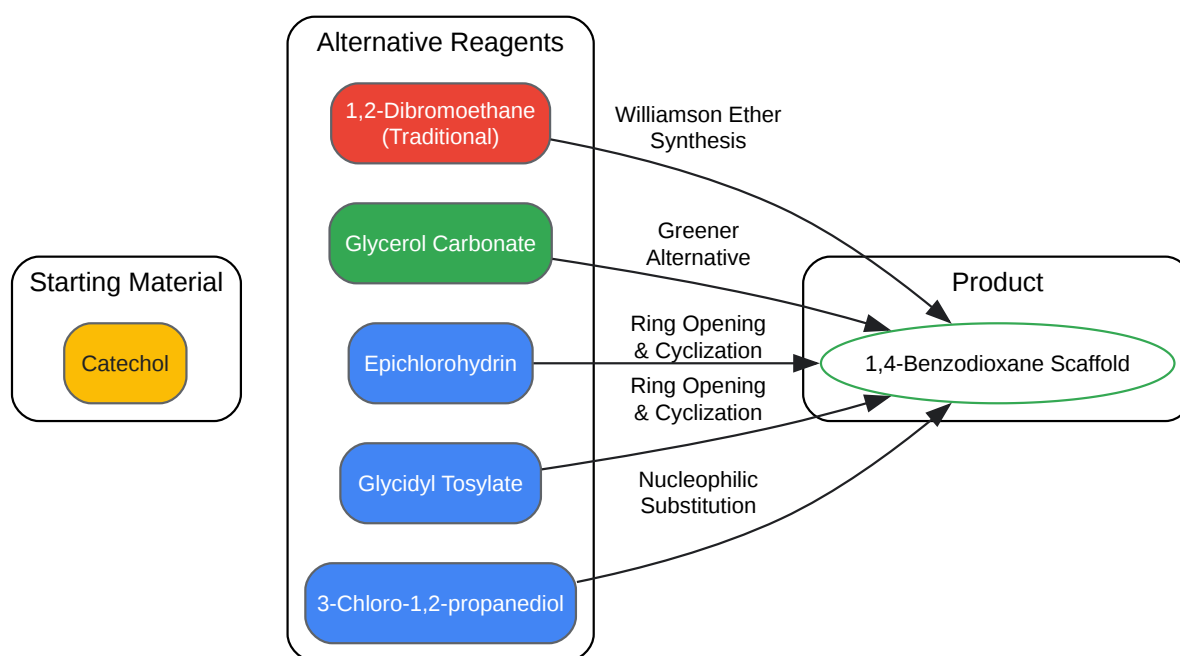 Starting Material
Catechol
Alternative Reagents
1,2-Dibromoethane
(Traditional)
Glycerol Carbonate
Epichlorohydrin
Glycidyl Tosylate
3-Chloro-1,2-propanediol
Williamson Ether
Synthesis
Greener
Alternative
Ring Opening
& Cyclization
Ring Opening
& Cyclization
Nucleophilic
Substitution
Product
1,4-Benzodioxane Scaffold